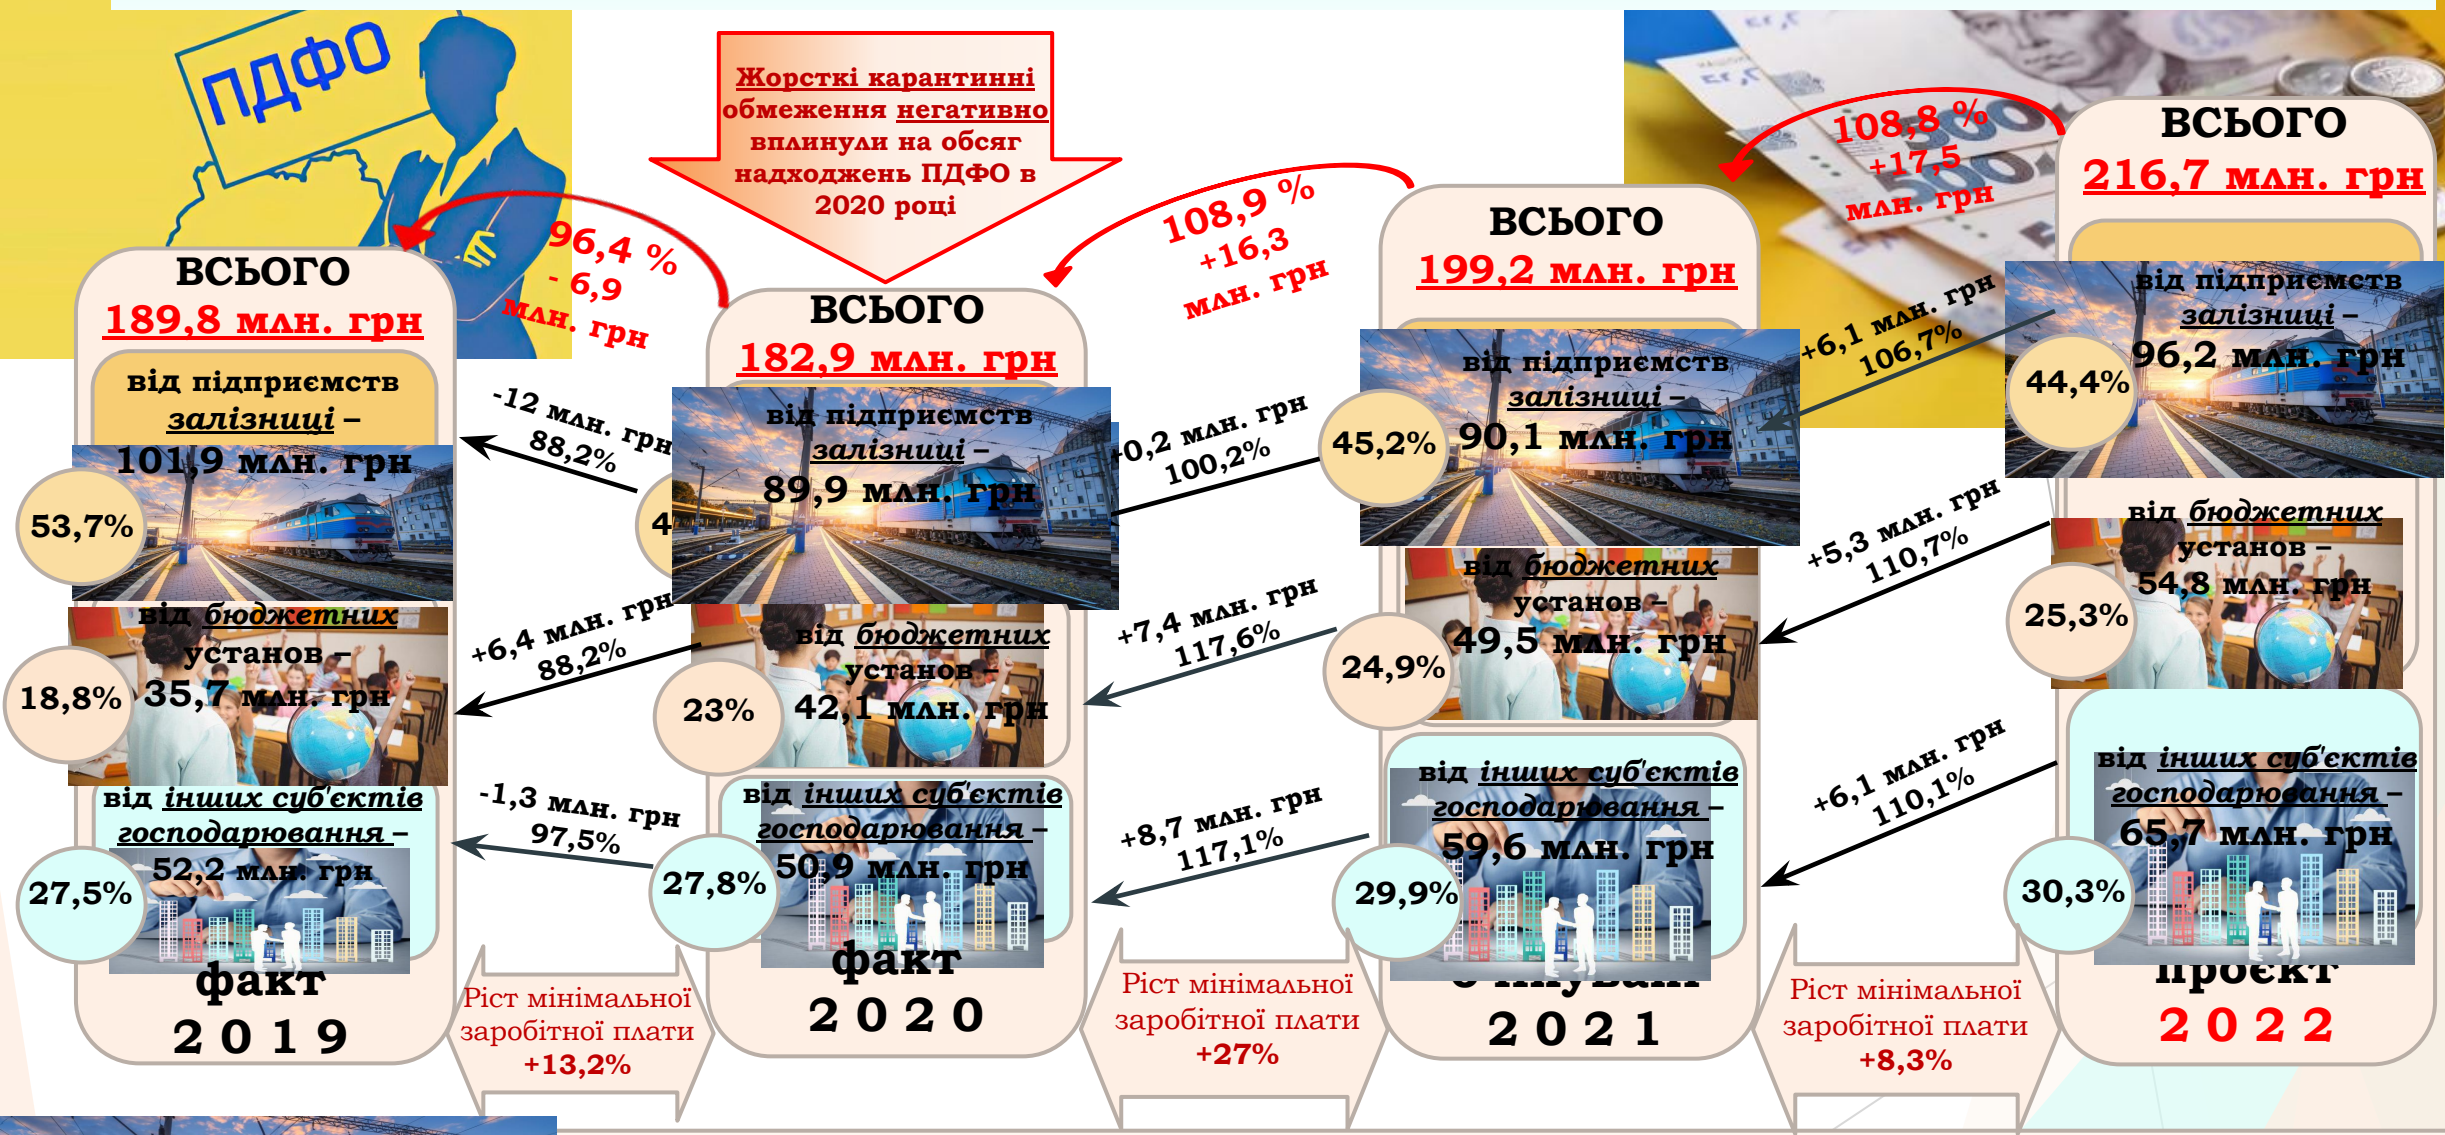 ПДФО
Жорсткі карантинні
обмеження негативно
вплинули на обсяг
надходжень ПДФО в
2020 році
96,4 %
- 6,9
млн. грн
108,9 %
+16,3
млн. грн
108,8 %
+17,5
млн. грн
ВСЬОГО
189,8 млн. грн
від підприємств
залізниці –
101,9 млн. грн
53,7%
від бюджетних
установ –
35,7 млн. грн
18,8%
від інших суб'єктів
господарювання –
52,2 млн. грн
27,5%
факт
2 0 1 9
-12 млн. грн
88,2%
+6,4 млн. грн
88,2%
-1,3 млн. грн
97,5%
Ріст мінімальної
заробітної плати
+13,2%
ВСЬОГО
182,9 млн. грн
від підприємств
залізниці –
89,9 млн. грн
4
від бюджетних
установ –
42,1 млн. грн
23%
від інших суб'єктів
господарювання –
50,9 млн. грн
27,8%
факт
2 0 2 0
+0,2 млн. грн
100,2%
+7,4 млн. грн
117,6%
+8,7 млн. грн
117,1%
Ріст мінімальної
заробітної плати
+27%
ВСЬОГО
199,2 млн. грн
від підприємств
залізниці –
90,1 млн. грн
45,2%
від бюджетних
установ –
49,5 млн. грн
24,9%
від інших суб'єктів
господарювання –
59,6 млн. грн
29,9%
2 0 2 1
+6,1 млн. грн
106,7%
+5,3 млн. грн
110,7%
+6,1 млн. грн
110,1%
Ріст мінімальної
заробітної плати
+8,3%
ВСЬОГО
216,7 млн. грн
від підприємств
залізниці –
96,2 млн. грн
44,4%
від бюджетних
установ –
54,8 млн. грн
25,3%
від інших суб'єктів
господарювання –
65,7 млн. грн
30,3%
проєкт
2 0 2 2